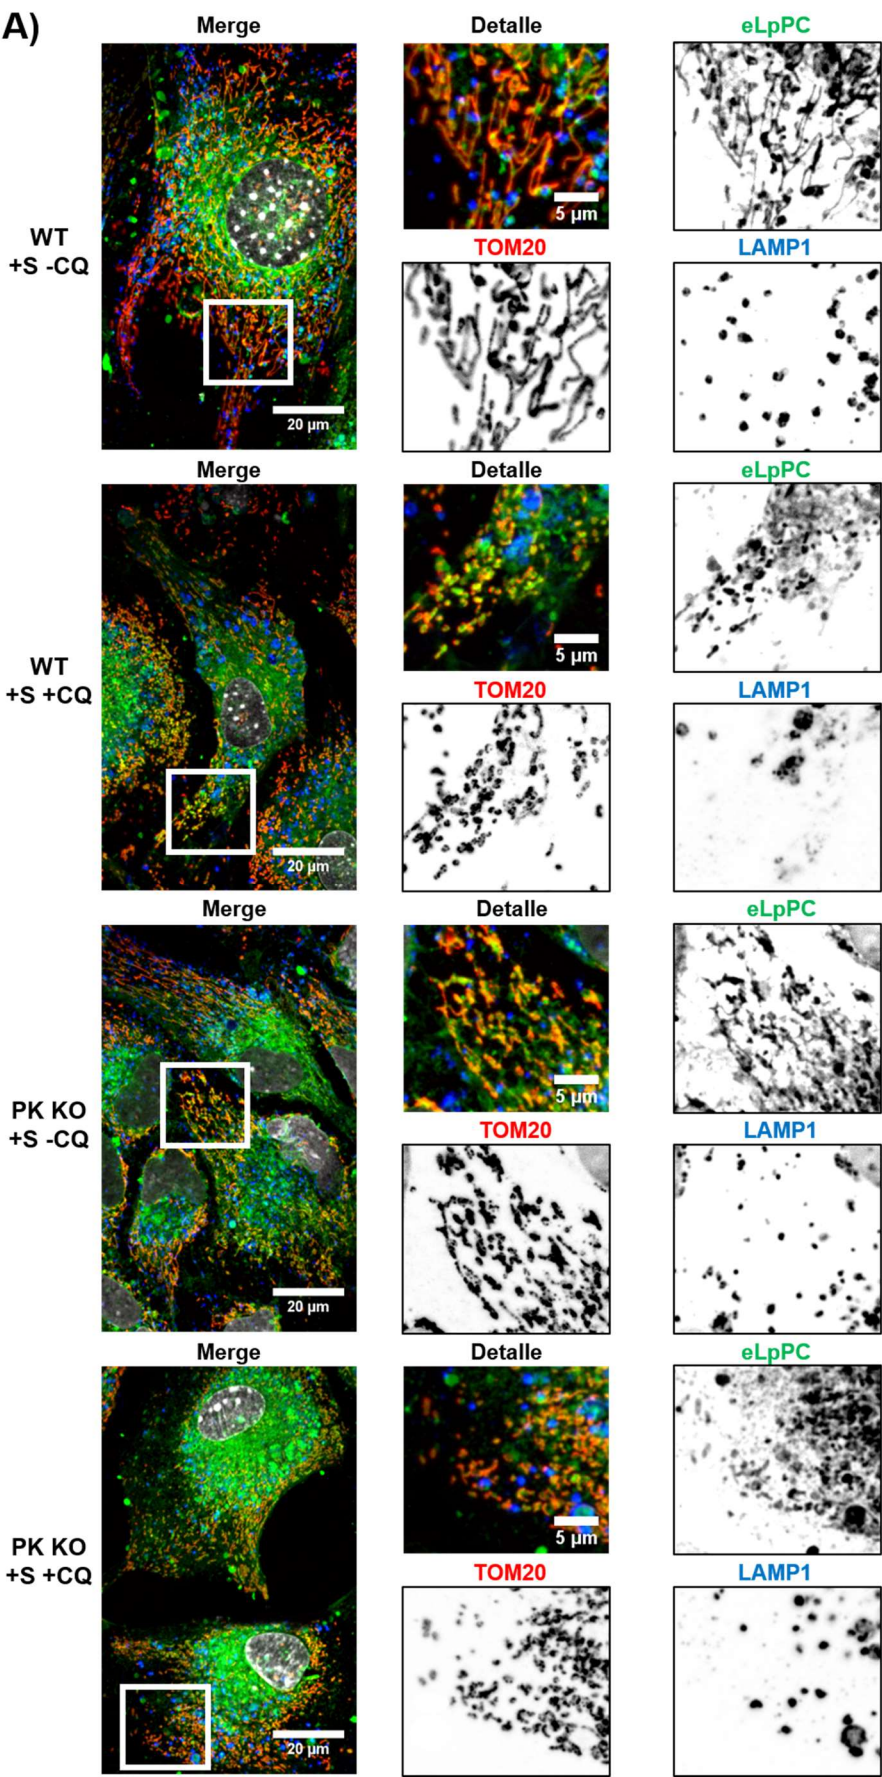 A)
Merge
Detalle
eLpPC
WT
+S -CQ
5 µm
TOM20
LAMP1
20 µm
Merge
Detalle
eLpPC
WT
+S +CQ
5 µm
TOM20
LAMP1
20 µm
Merge
Detalle
eLpPC
PK KO
+S -CQ
5 µm
TOM20
LAMP1
20 µm
Merge
Detalle
eLpPC
PK KO
+S +CQ
5 µm
TOM20
LAMP1
20 µm